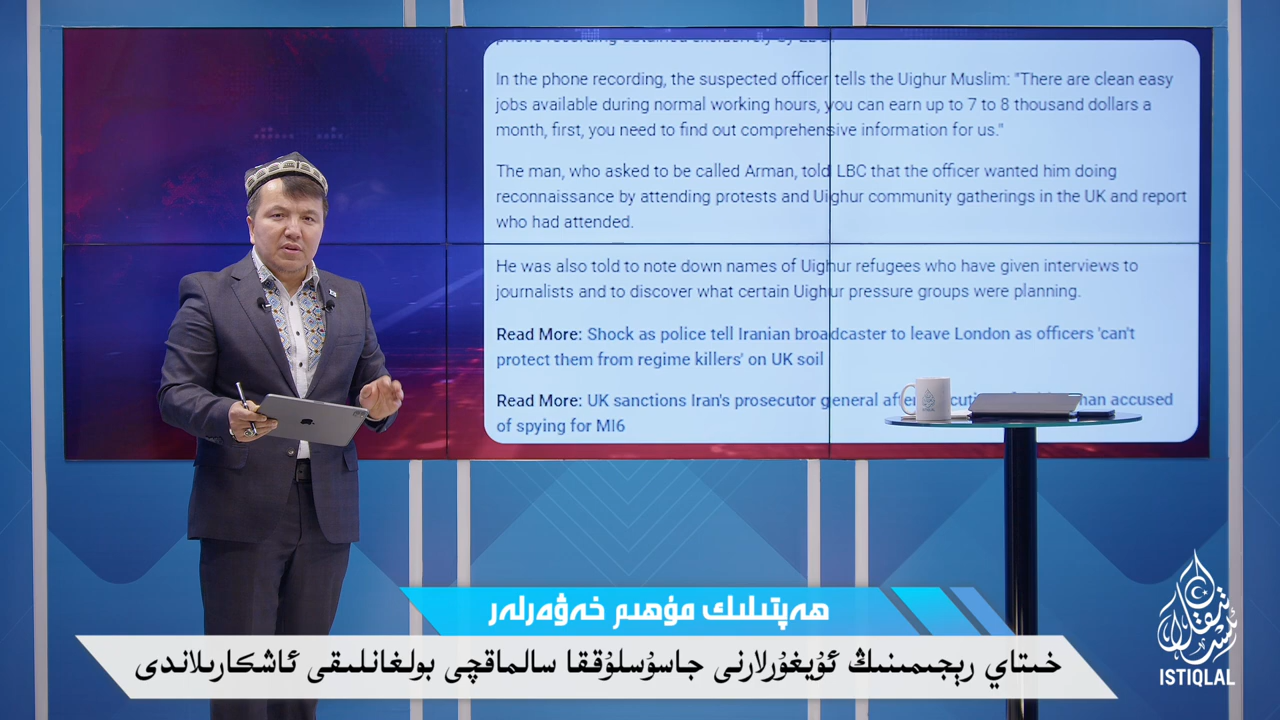 In the phone recording, the suspected officer tells the Uighur Muslim: "There are clean easy
jobs available during normal working hours, you can earn up to 7 to 8 thousand dollars a
month, first, you need to find out comprehensive information for us."
The man, who asked to be called Arman, told LBC that the officer wanted him doing
reconnaissance by attending protests and Uighur community gatherings in the UK and report
who had attended.
He was also told to note down names of Uighur refugees who have given interviews to
journalists and to discover what certain Uighur pressure groups were planning.
Read More: Shock as police tell Iranian broadcaster to leave London as officers 'can't
protect them from regime killers' on UK soil
Read More: UK sanctions Iran's prosecutor general accused
of spying for MI6
ھەپتىلىك مۇھىم خەۋەرلەر
خىتاي رېجىمىنىڭ ئۇيغۇرلارنى جاسۇسلۇققا سالماقچى بولغانلىقى ئاشكارىلاندى
ئىستىقلال
ISTIQLAL